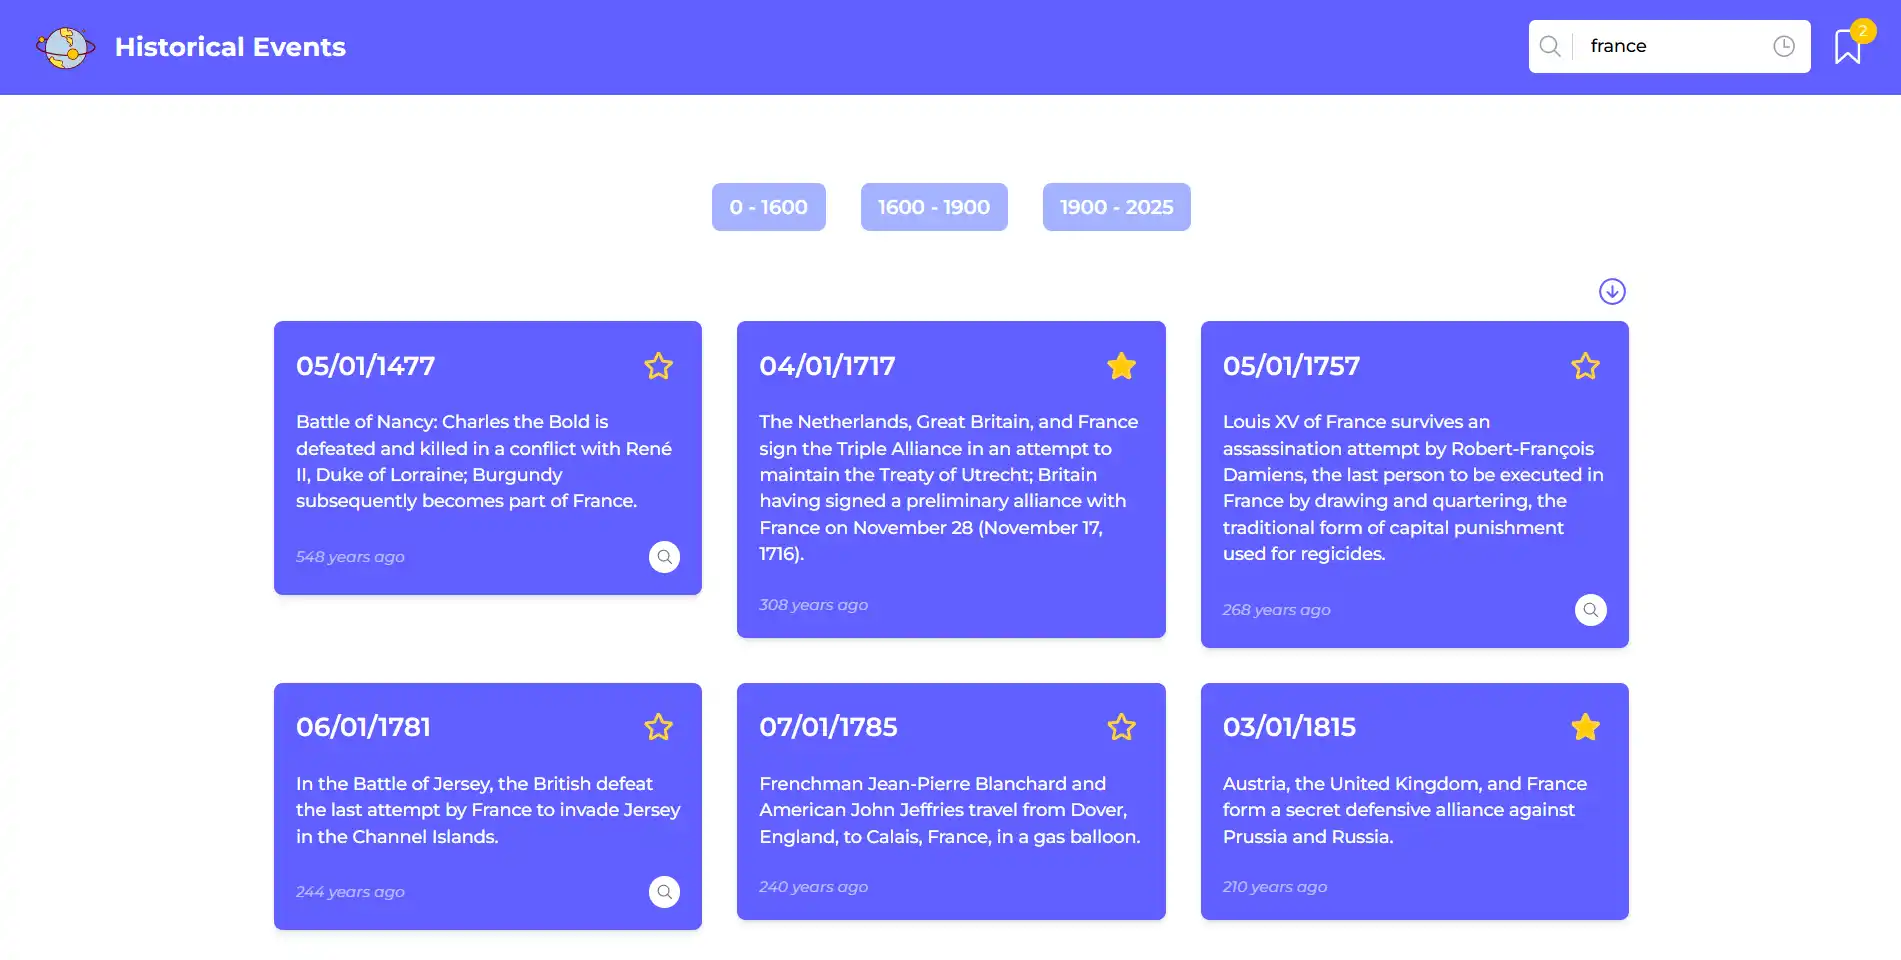 Historical Events
france
2
0 - 1600
1600 - 1900
1900 - 2025
05/01/1477
Battle of Nancy: Charles the Bold is
defeated and killed in a conflict with René
II, Duke of Lorraine; Burgundy
subsequently becomes part of France.
548 years ago
04/01/1717
The Netherlands, Great Britain, and France
sign the Triple Alliance in an attempt to
maintain the Treaty of Utrecht; Britain
having signed a preliminary alliance with
France on November 28 (November 17,
1716).
308 years ago
05/01/1757
Louis XV of France survives an
assassination attempt by Robert-François
Damiens, the last person to be executed in
France by drawing and quartering, the
traditional form of capital punishment
used for regicides.
268 years ago
06/01/1781
In the Battle of Jersey, the British defeat
the last attempt by France to invade Jersey
in the Channel Islands.
244 years ago
07/01/1785
Frenchman Jean-Pierre Blanchard and
American John Jeffries travel from Dover,
England, to Calais, France, in a gas balloon.
240 years ago
03/01/1815
Austria, the United Kingdom, and France
form a secret defensive alliance against
Prussia and Russia.
210 years ago